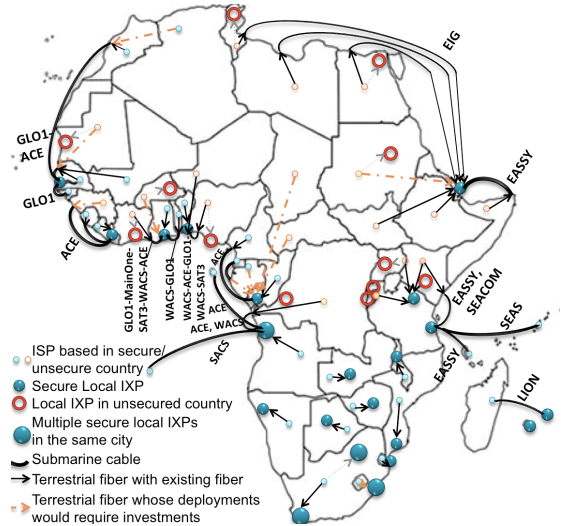 EIG
GLO1-
ACE
EASSY
GLO1
ACE
GLO1-MainOne-
SAT3-WACS-ACE
WACS-GLO1
WACS-ACE-GLO1
WACS-SAT3
ACE
ACE
ACE, WACS
SACS
EASSY,
SEACOM
SEAS
EASSY
LION
ISP based in secure/
unsecure country
Secure Local IXP
Local IXP in unsecured country
Multiple secure local IXPs
in the same city
Submarine cable
Terrestrial fiber with existing fiber
Terrestrial fiber whose deployments
would require investments